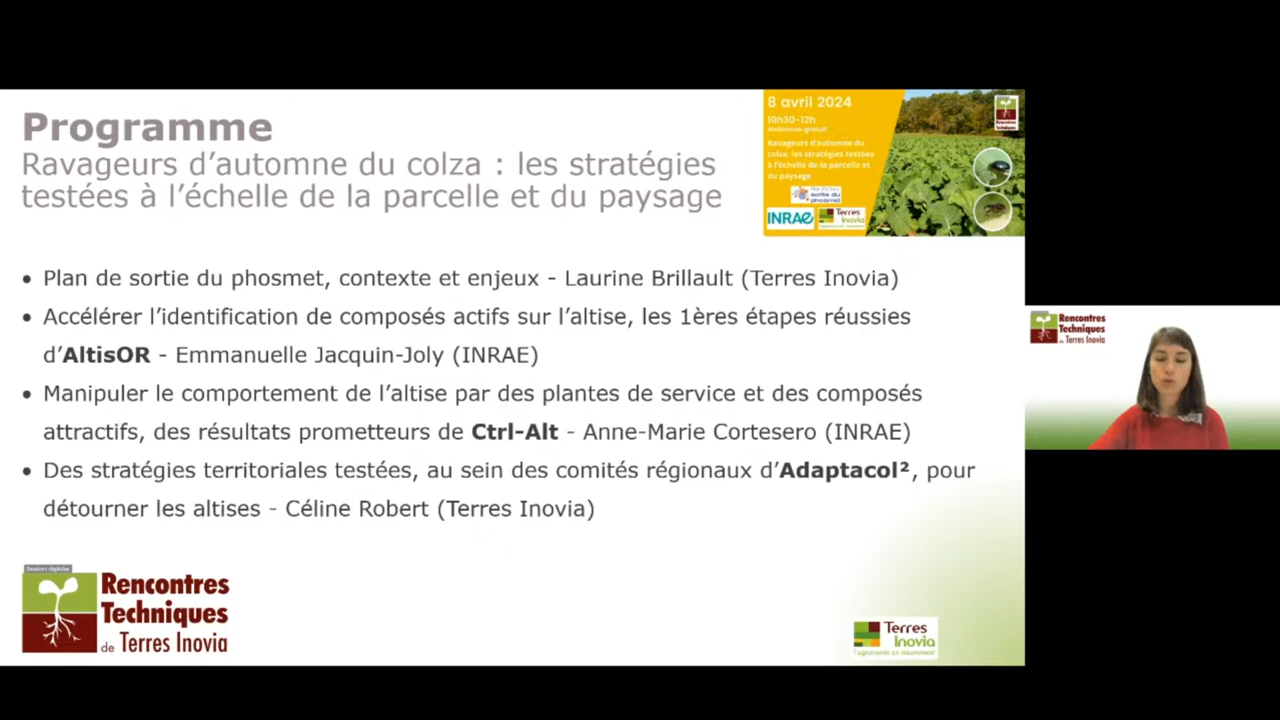 Programme
Ravageurs d’automne du colza : les stratégies
testées à l’échelle de la parcelle et du paysage
8 avril 2024
10h30-12h
Webinaire gratuit
Ravageurs d'automne du
colza, les stratégies testées
à l'échelle de la parcelle et
du paysage
sortie du
phosmet
INRAE
Terres
Inovia
Rencontres
Techniques
• Plan de sortie du phosmet, contexte et enjeux - Laurine Brillault (Terres Inovia)
• Accélérer l’identification de composés actifs sur l’altise, les 1ères étapes réussies
d’AltisOR - Emmanuelle Jacquin-Joly (INRAE)
• Manipuler le comportement de l’altise par des plantes de service et des composés
attractifs, des résultats prometteurs de Ctrl-Alt - Anne-Marie Cortesero (INRAE)
• Des stratégies territoriales testées, au sein des comités régionaux d’Adaptacol², pour
détourner les altises - Céline Robert (Terres Inovia)
Rencontres
Techniques
de Terres Inovia
Sessions digitales
Rencontres
Techniques
de Terres Inovia
Terres
Inovia
l'agronomie en mouvement